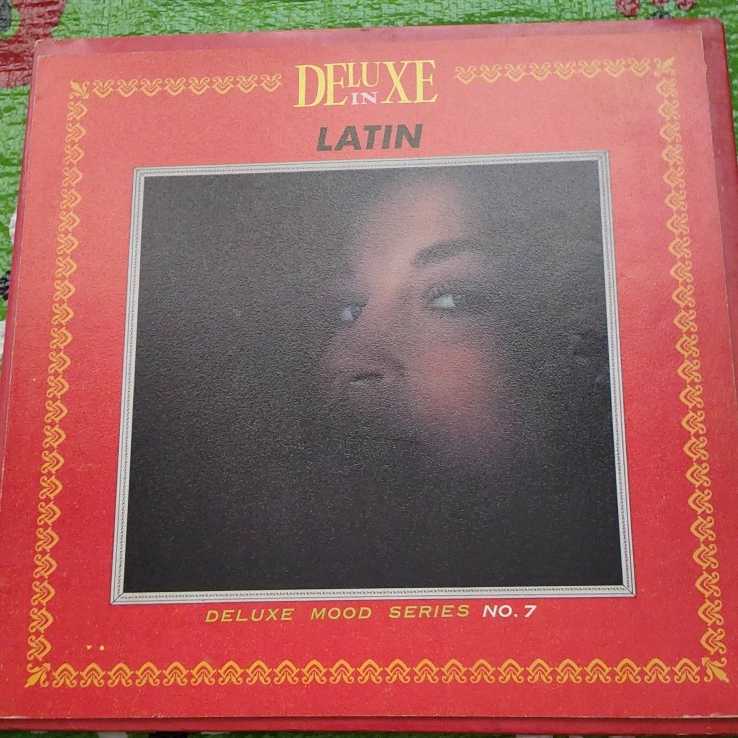 DELUXE
IN
LATIN
DELUXE MOOD SERIES NO.7